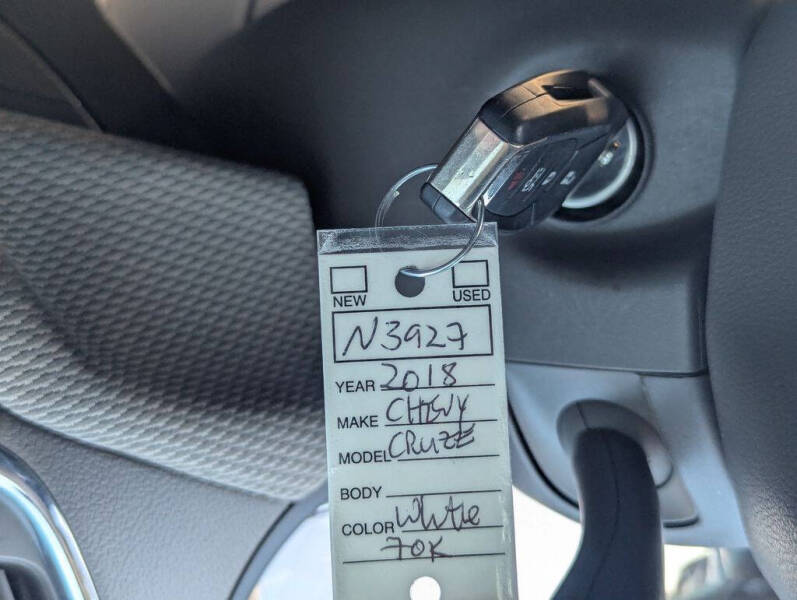 NEW USED
N3927
YEAR 2018
MAKE CHEVY
MODEL CRUZE
BODY
COLOR White
70K